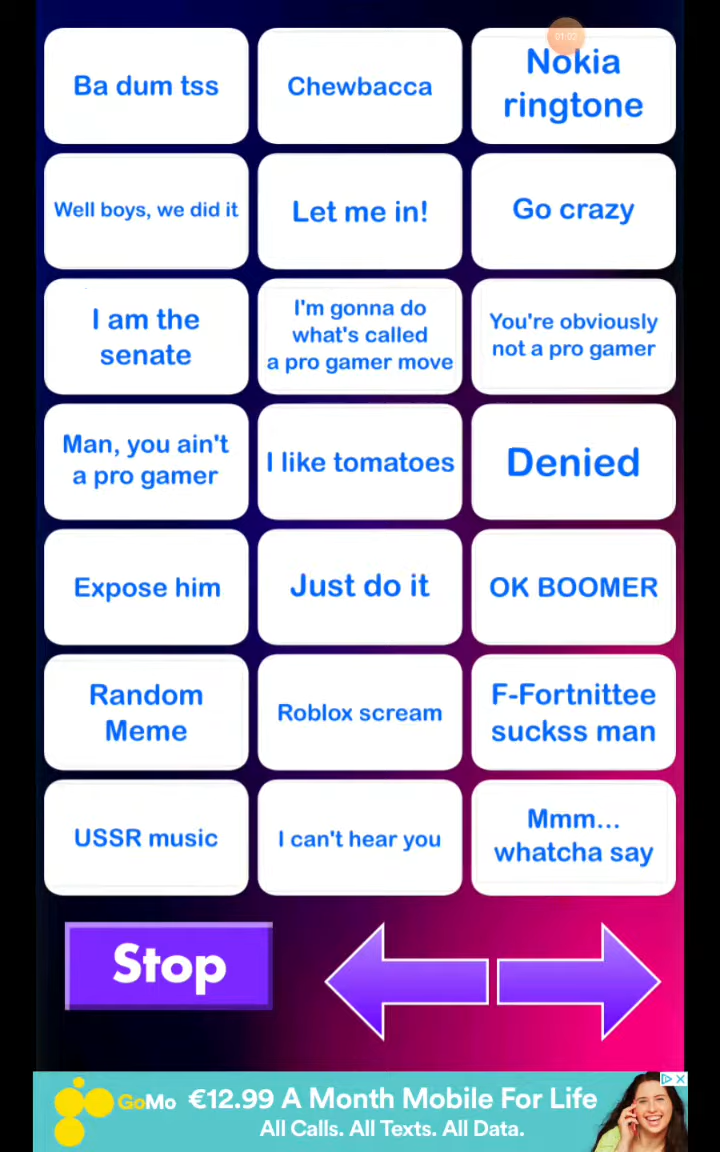 01:02
Ba dum tss
Chewbacca
Nokia
ringtone
Well boys, we did it
Let me in!
Go crazy
I am the
senate
I'm gonna do
what's called
a pro gamer move
You're obviously
not a pro gamer
Man, you ain't
a pro gamer
I like tomatoes
Denied
Expose him
Just do it
OK BOOMER
Random
Meme
Roblox scream
F-Fortnittee
suckss man
USSR music
I can't hear you
Mmm...
whatcha say
Stop
GoMo
€12.99 A Month Mobile For Life
All Calls. All Texts. All Data.